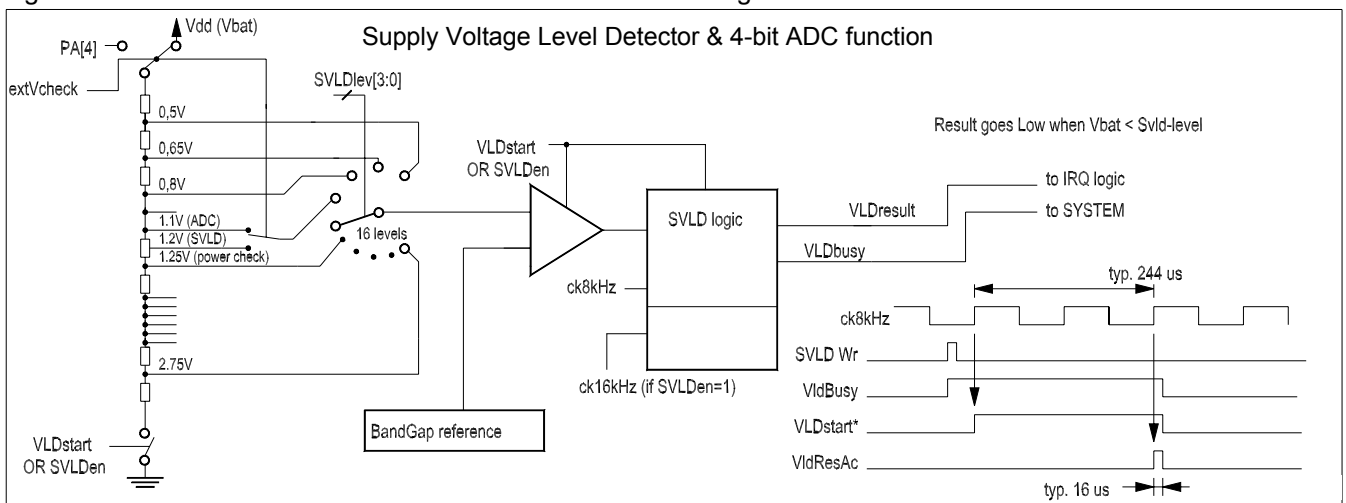 Vdd (Vbat)
Supply Voltage Level Detector & 4-bit ADC function
PA[4]
SVLDlev[3:0]
extVcheck
0,5V
Result goes Low when Vbat < Svld-level
0,65V
VLDstart
OR SVLDen
0,8V
to IRQ logic
1.1V (ADC)
SVLD logic
VLDresult
to SYSTEM
1.2V (SVLD)
16 levels
1.25V (power check)
VLDbusy
typ. 244 us
ck8kHz
ck8kHz
SVLD Wr
2.75V
ck16kHz (if SVLDen=1)
VldBusy
BandGap reference
VLDstart*
VLDstart
OR SVLDen
VldResAc
typ. 16 us